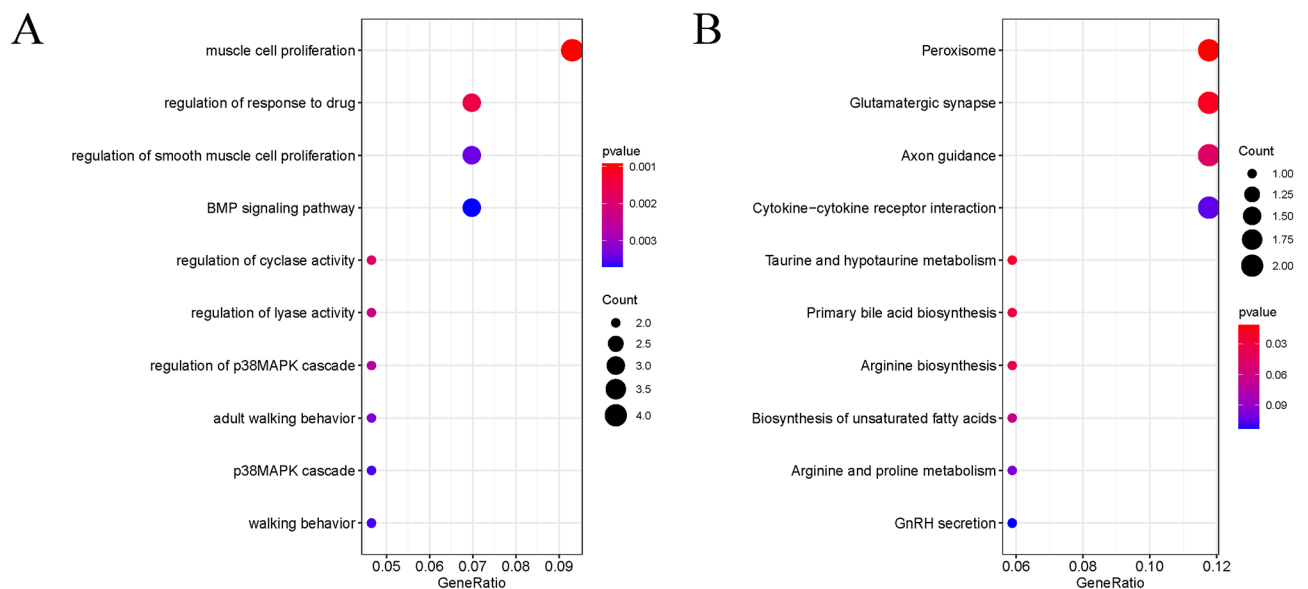 A
muscle cell proliferation
regulation of response to drug
regulation of smooth muscle cell proliferation
BMP signaling pathway
regulation of cyclase activity
regulation of lyase activity
regulation of p38MAPK cascade
adult walking behavior
p38MAPK cascade
walking behavior
0.05 0.06 0.07 0.08 0.09
GeneRatio
pvalue
0.001
0.002
0.003
Count
2.0
2.5
3.0
3.5
4.0
B
Peroxisome
Glutamatergic synapse
Axon guidance
Cytokine−cytokine receptor interaction
Taurine and hypotaurine metabolism
Primary bile acid biosynthesis
Arginine biosynthesis
Biosynthesis of unsaturated fatty acids
Arginine and proline metabolism
GnRH secretion
0.06 0.08 0.10 0.12
GeneRatio
Count
1.00
1.25
1.50
1.75
2.00
pvalue
0.03
0.06
0.09